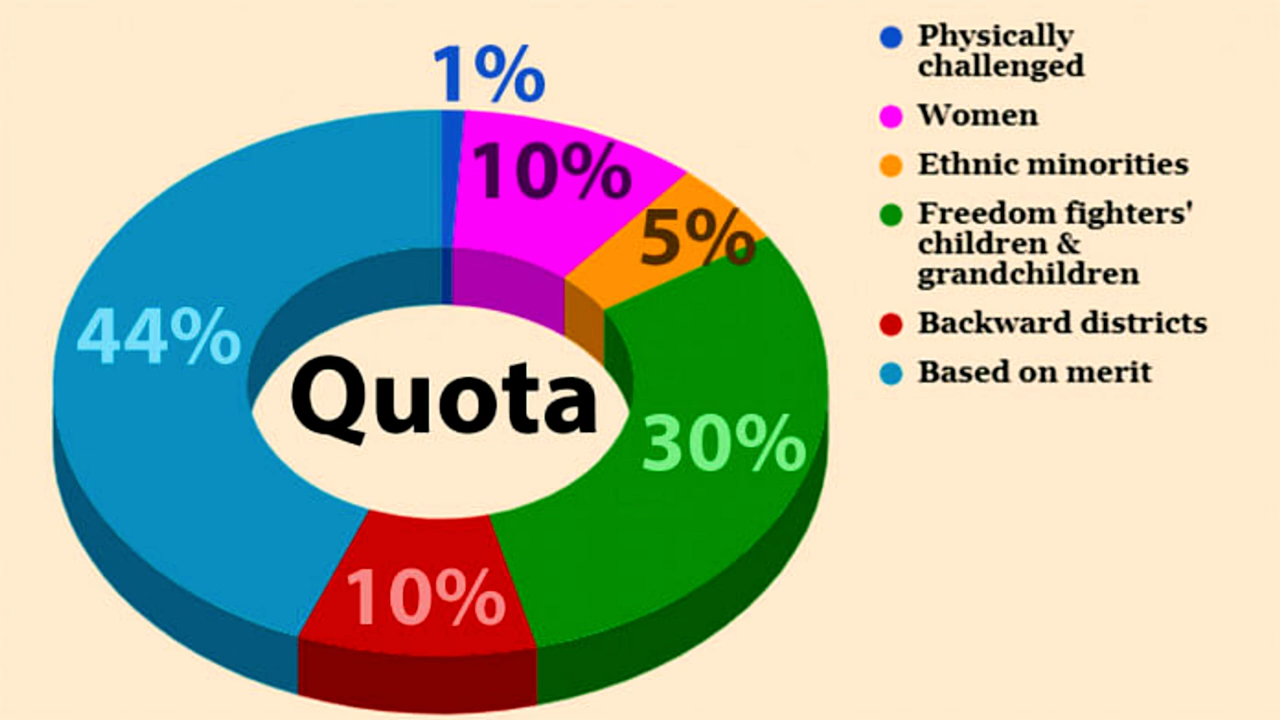 1%
10%
5%
44%
Quota
30%
10%
Physically
challenged
Women
Ethnic minorities
Freedom fighters'
children &
grandchildren
Backward districts
Based on merit